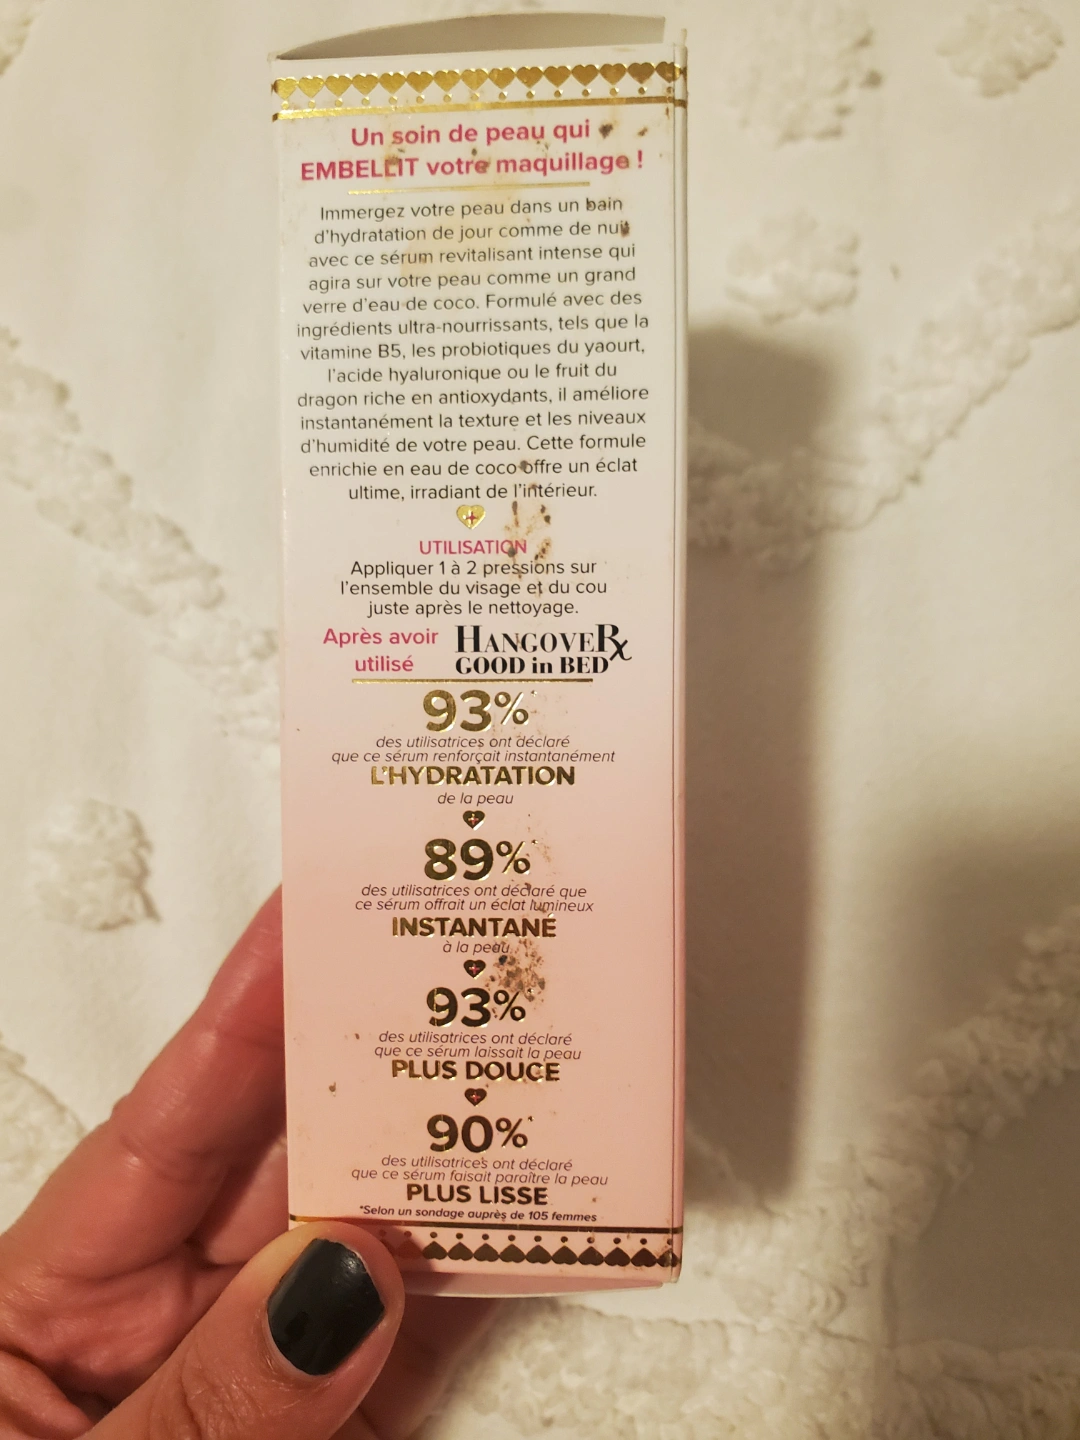 Un soin de peau qui
EMBELLIT votre maquillage !
Immergez votre peau dans un bain
d'hydratation de jour comme de nuit
avec ce sérum revitalisant intense qui
agira sur votre peau comme un grand
verre d'eau de coco. Formulé avec des
ingrédients ultra-nourrissants, tels que la
vitamine B5, les probiotiques du yaourt,
l'acide hyaluronique ou le fruit du
dragon riche en antioxydants, il améliore
instantanément la texture et les niveaux
d'humidité de votre peau. Cette formule
enrichie en eau de coco offre un éclat
ultime, irradiant de l'intérieur.
UTILISATION
Appliquer 1 à 2 pressions sur
l'ensemble du visage et du cou
juste après le nettoyage.
Après avoir utilisé
HANGOVERx
GOOD in BED
93%*
des utilisatrices ont déclaré
que ce sérum renforçait instantanément
L'HYDRATATION
de la peau
89%*
des utilisatrices ont déclaré que
ce sérum offrait un éclat lumineux
INSTANTANÉ
à la peau
93%*
des utilisatrices ont déclaré
que ce sérum laissait la peau
PLUS DOUCE
90%*
des utilisatrices ont déclaré
que ce sérum faisait paraître la peau
PLUS LISSE
*Selon un sondage auprès de 105 femmes